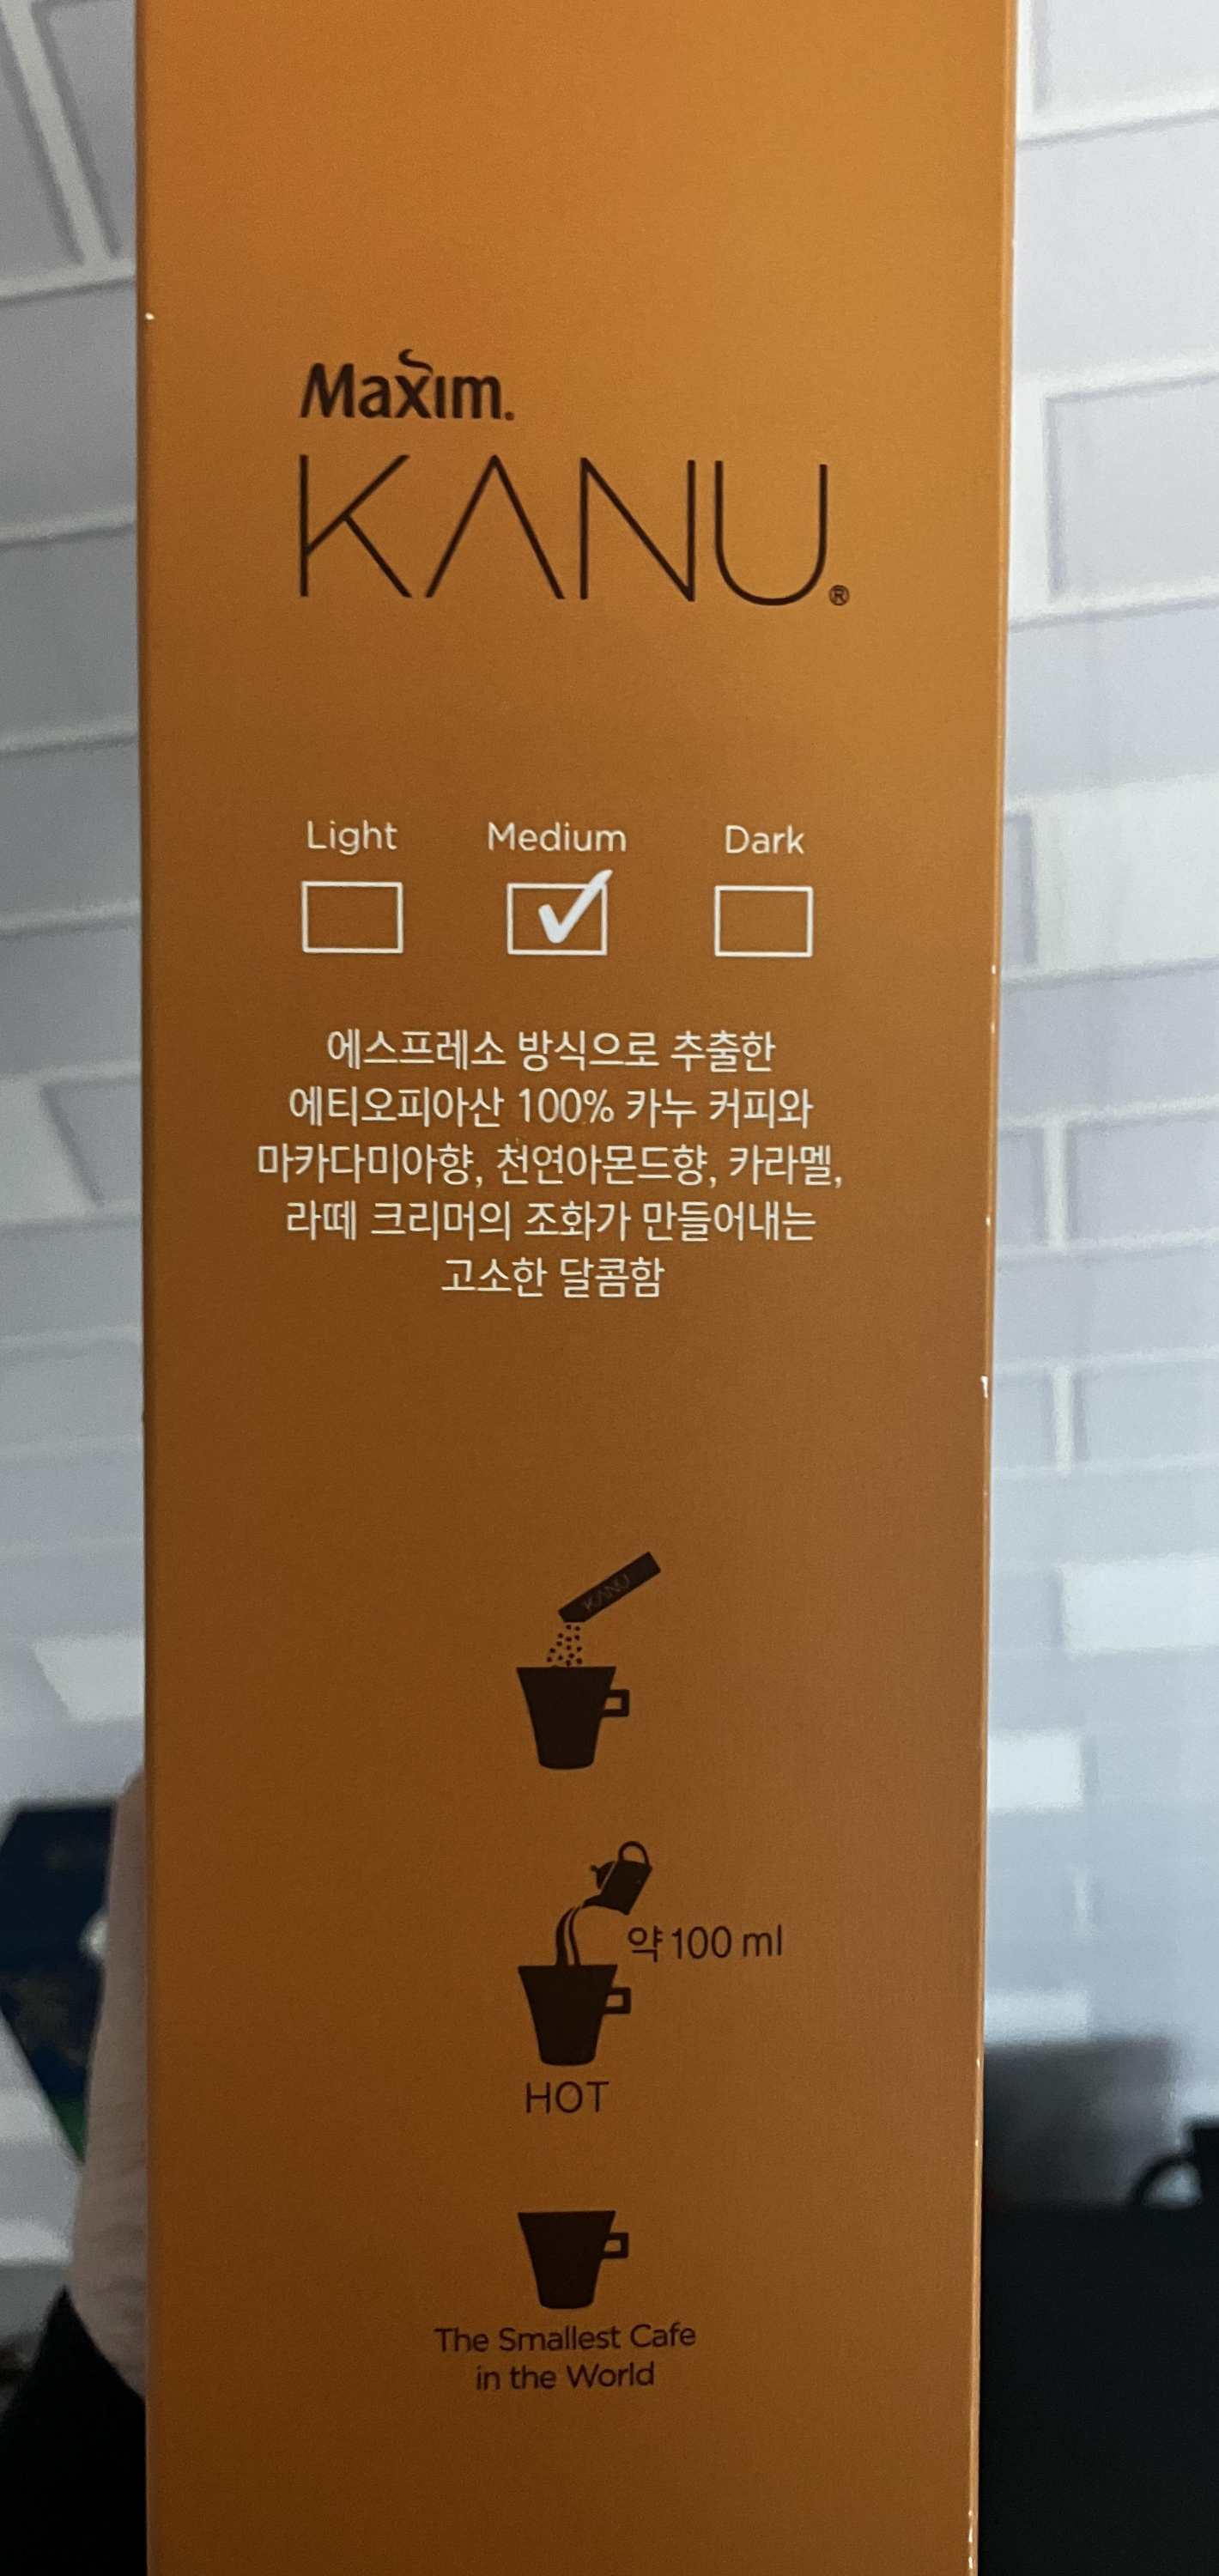 Maxim.
KANU®
Light Medium Dark
에스프레소 방식으로 추출한
에티오피아산 100% 카누 커피와
마카다미아향, 천연아몬드향, 카라멜,
라떼 크리머의 조화가 만들어내는
고소한 달콤함
KANU
약 100 ml
HOT
The Smallest Cafe
in the World